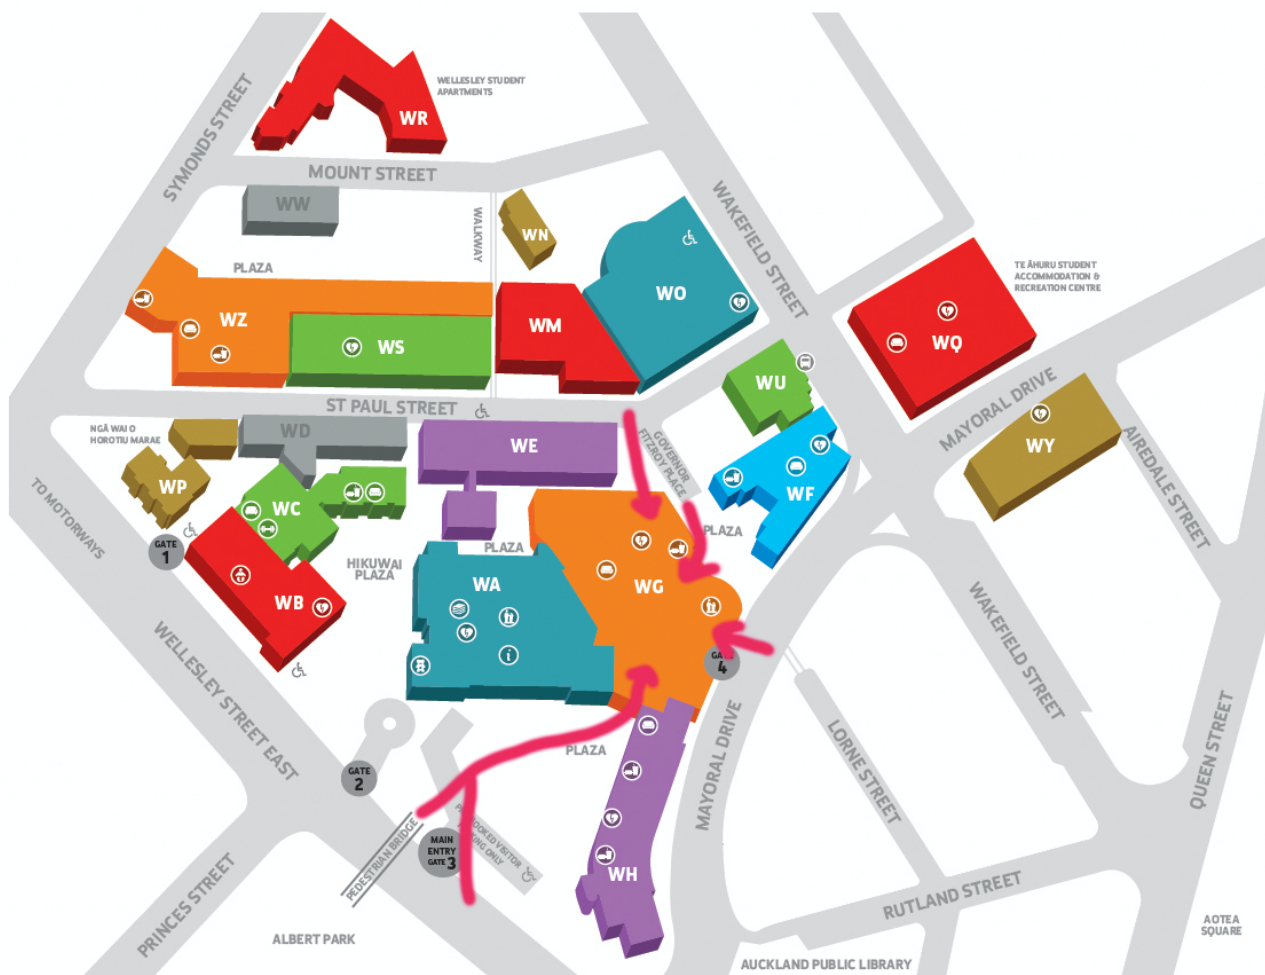 WELLESLEY STUDENT
APARTMENTS
WR
SYMONDS STREET
MOUNT STREET
WW
WN
WALKWAY
WAKEFIELD STREET
PLAZA
WO
TE ĀHURU STUDENT
ACCOMMODATION &
RECREATION CENTRE
WZ
WS
WM
WQ
WU
MAYORAL DRIVE
ST PAUL STREET
NGĀ WAI O
HOROTIU MARAE
WD
WE
GOVERNOR
FITZROY PLACE
WY
AIREDALE STREET
WP
WC
WF
TO MOTORWAYS
GATE
1
PLAZA
PLAZA
HIKUWAI
PLAZA
WA
WG
WB
WAKEFIELD STREET
4
WELLESLEY STREET EAST
MAYORAL DRIVE
LORNE STREET
QUEEN STREET
PLAZA
GATE
2
PEDESTRIAN BRIDGE
MAIN
ENTRY
GATE 3
VISITOR
ONLY
WH
PRINCES STREET
RUTLAND STREET
ALBERT PARK
AOTEA
SQUARE
AUCKLAND PUBLIC LIBRARY